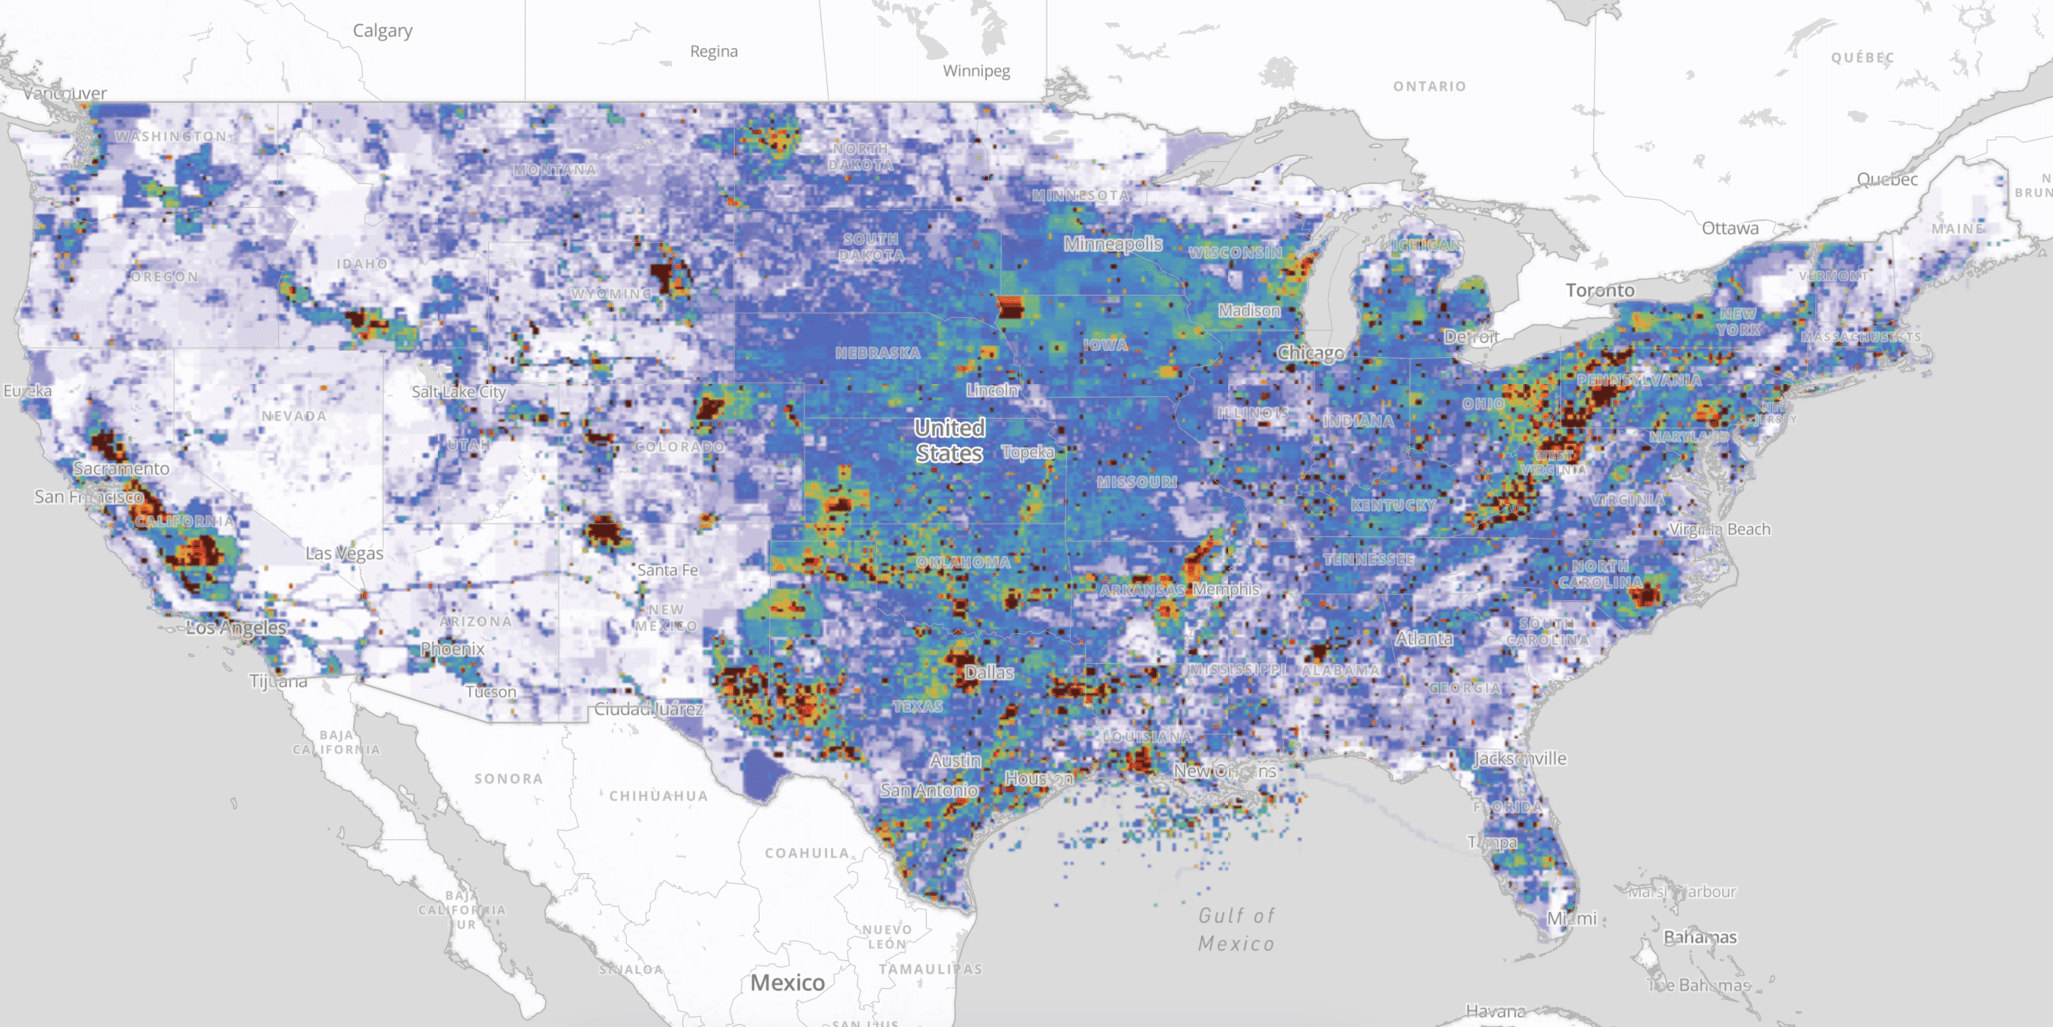 Calgary
Regina
Winnipeg
ONTARIO
QUÉBEC
Vancouver
WASHINGTON
MONTANA
NORTH
DAKOTA
MINNESOTA
Quebec
N
BRUN
Ottawa
MAINE
OREGON
IDAHO
WYOMING
SOUTH
DAKOTA
Minneapolis
WISCONSIN
MICHIGAN
Toronto
VERMONT
Madison
NEW
YORK
MASSACHUSETTS
Detroit
Chicago
NEBRASKA
IOWA
Eureka
Salt Lake City
Lincoln
PENNSYLVANIA
NEVADA
ILLINOIS
INDIANA
OHIO
NEW
JERSEY
United
States
UTAH
COLORADO
Topeka
MARYLAND
Sacramento
WEST
VIRGINIA
San Francisco
MISSOURI
KENTUCKY
VIRGINIA
CALIFORNIA
Virginia Beach
Las Vegas
Santa Fe
OKLAHOMA
TENNESSEE
NORTH
CAROLINA
ARKANSAS
Memphis
NEW
MEXICO
ARIZONA
Los Angeles
Phoenix
Atlanta
SOUTH
CAROLINA
Tijuana
Tucson
Dallas
MISSISSIPPI
ALABAMA
GEORGIA
Ciudad Juárez
TEXAS
BAJA
CALIFORNIA
LOUISIANA
SONORA
Austin
Houston
New Orleans
Jacksonville
CHIHUAHUA
San Antonio
FLORIDA
Tampa
COAHUILA
BAJA
CALIFORNIA
UR
Marsh Harbour
Gulf of
Mexico
Miami
NUEVO
LEÓN
Bahamas
SINALOA
TAMAULIPAS
Mexico
The Bahamas
Havana
SAN LUIS